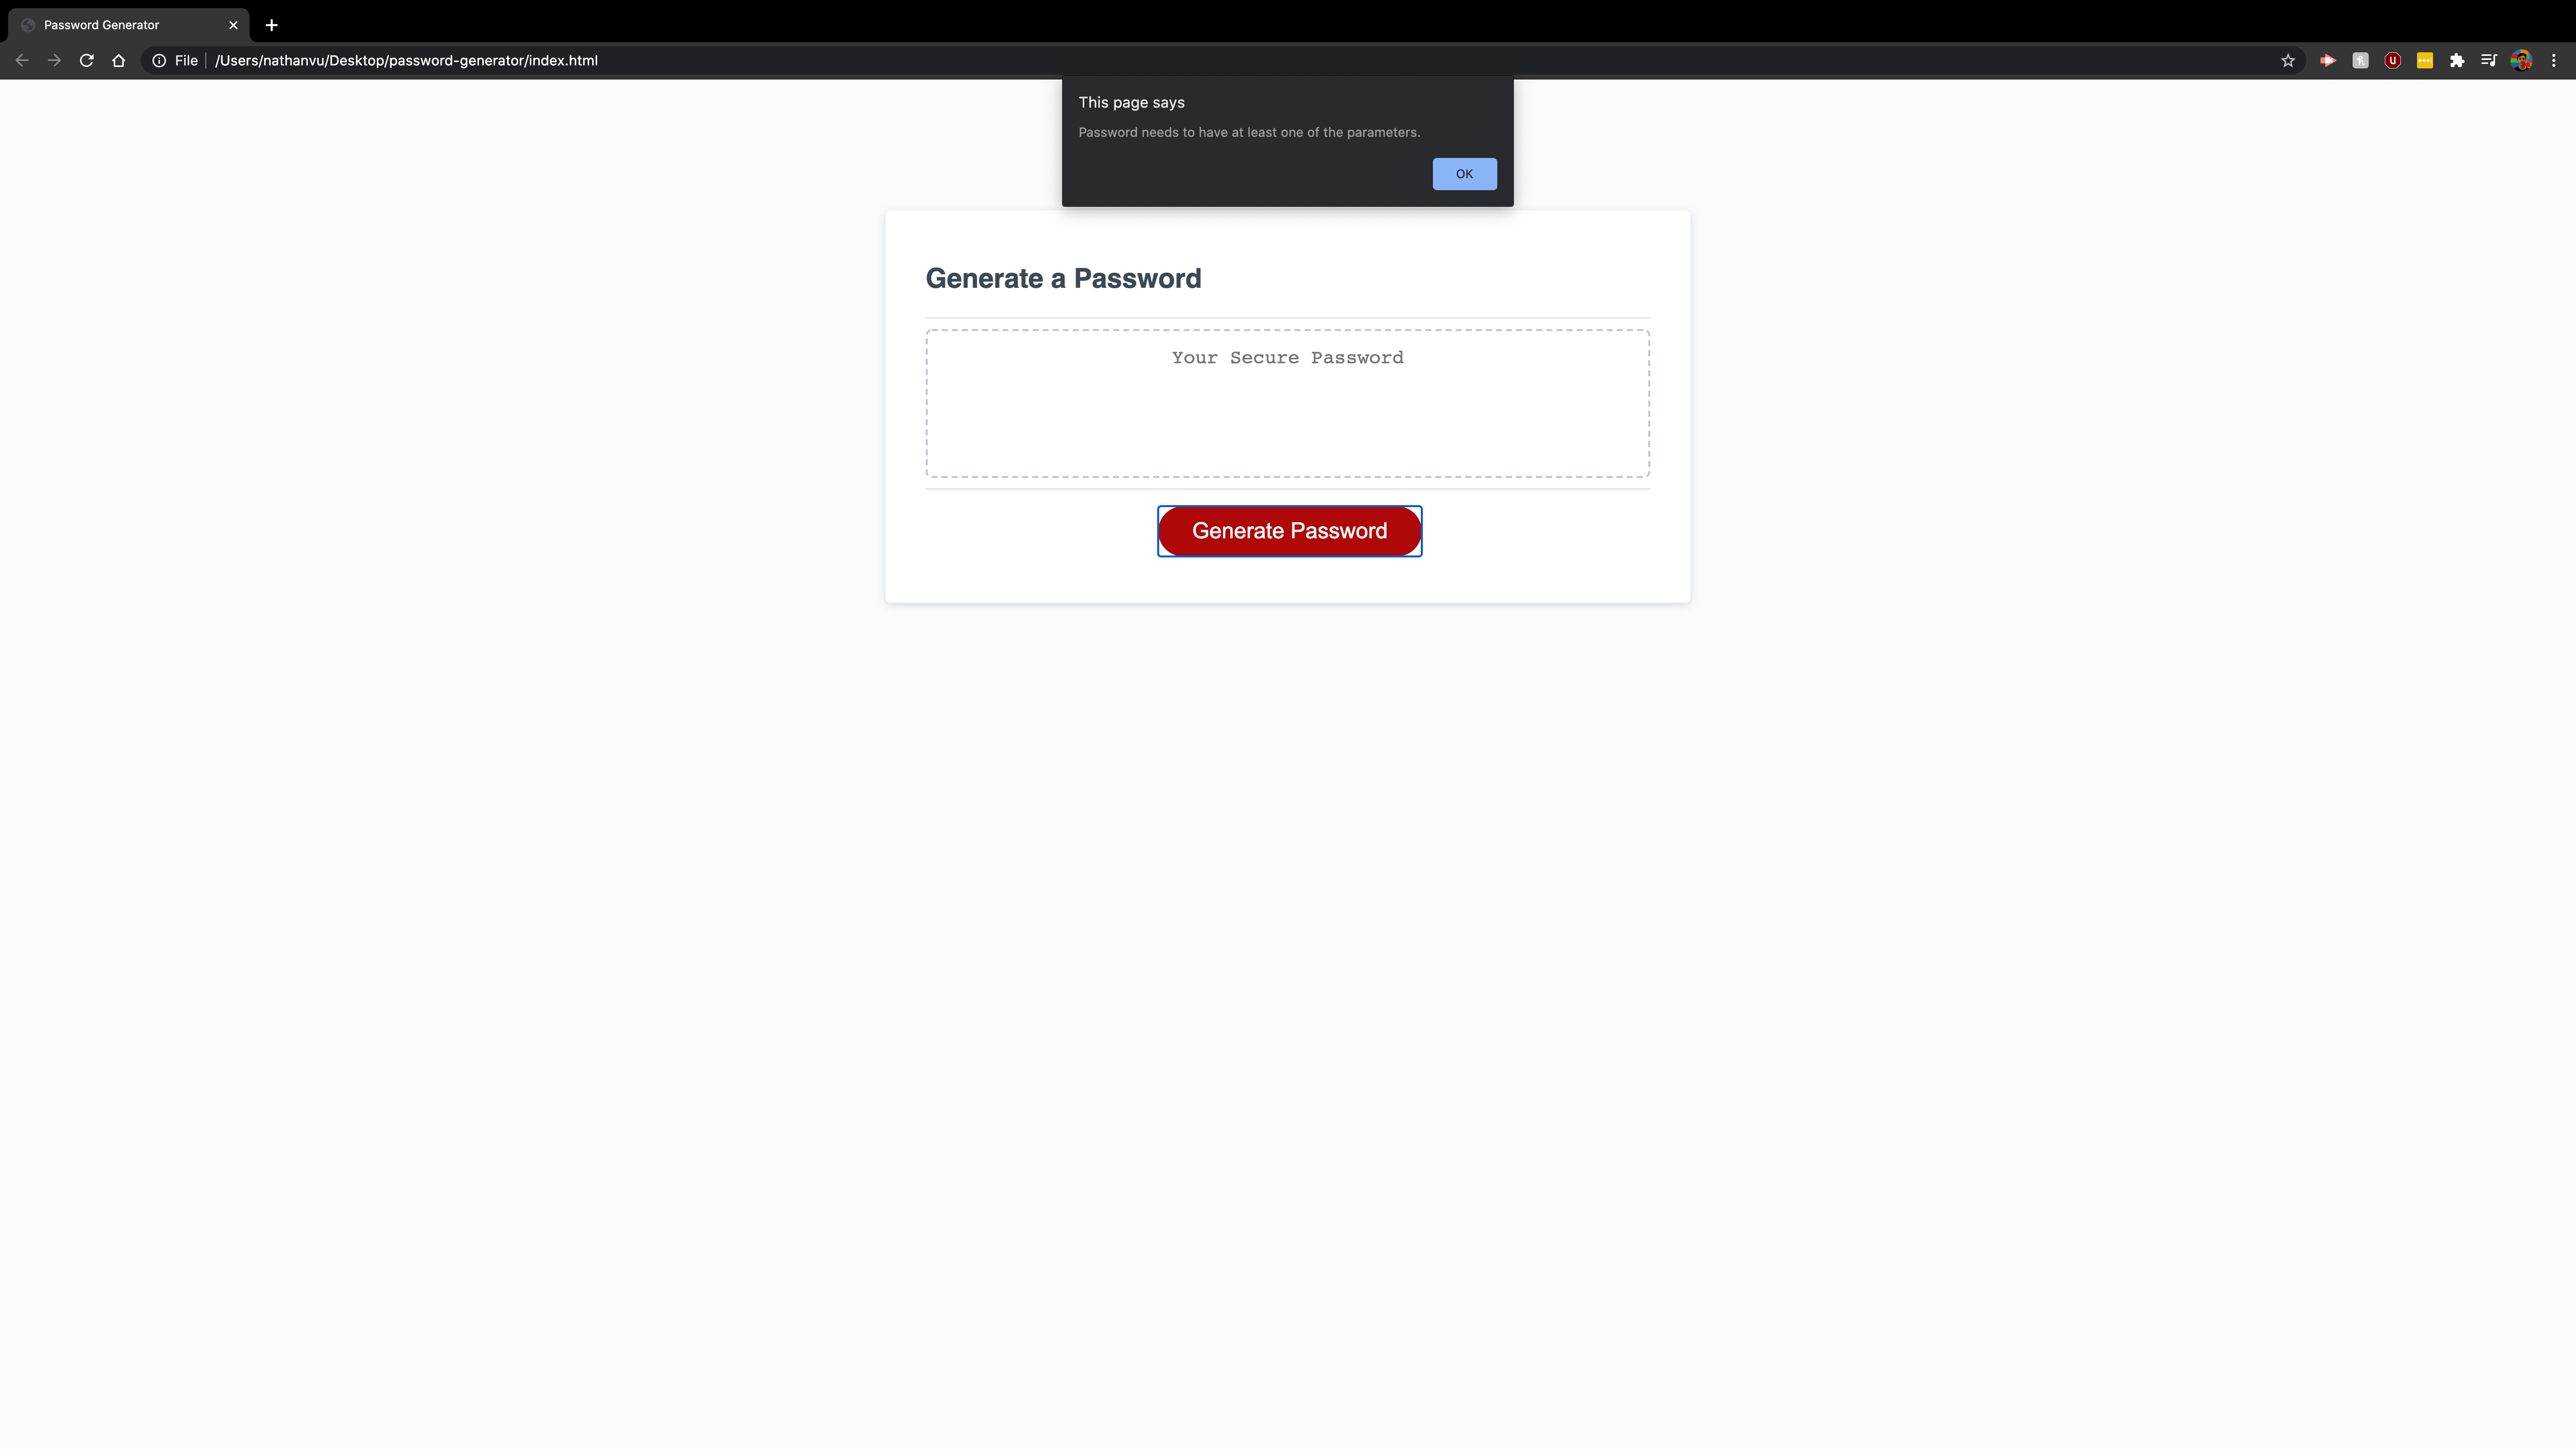 Password Generator
File /Users/nathanvu/Desktop/password-generator/index.html
This page says
Password needs to have at least one of the parameters.
OK
Generate a Password
Your Secure Password
Generate Password